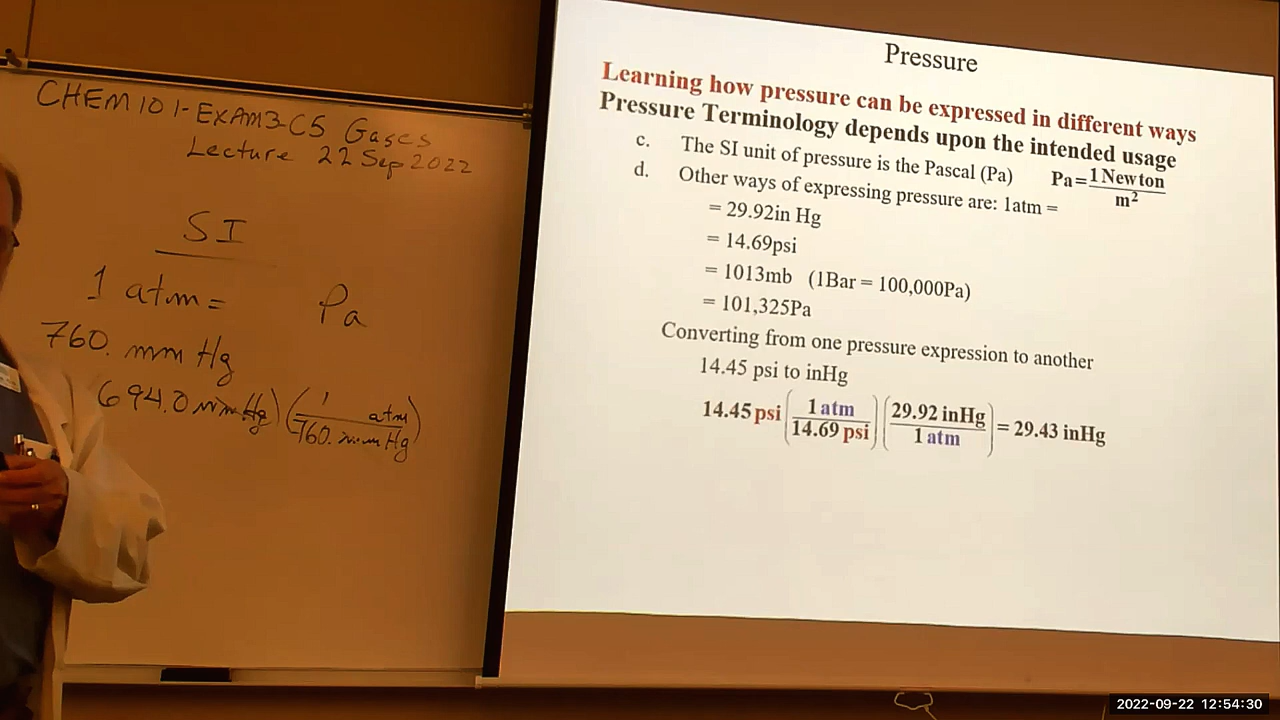 CHEM 101-EXAM3-C5 Gases
Lecture 22 Sep 2022
SI
1 atm =    Pa
760. mm Hg
694.0 mmHg) (1 atm / 760. mm Hg)
Pressure
Learning how pressure can be expressed in different ways
Pressure Terminology depends upon the intended usage
c. The SI unit of pressure is the Pascal (Pa) Pa = 1 Newton / m²
d. Other ways of expressing pressure are: 1atm =
= 29.92in Hg
= 14.69psi
= 1013mb (1Bar = 100,000Pa)
= 101,325Pa
Converting from one pressure expression to another
14.45 psi to inHg
14.45 psi (1 atm / 14.69 psi) (29.92 inHg / 1 atm) = 29.43 inHg
2022-09-22 12:54:30